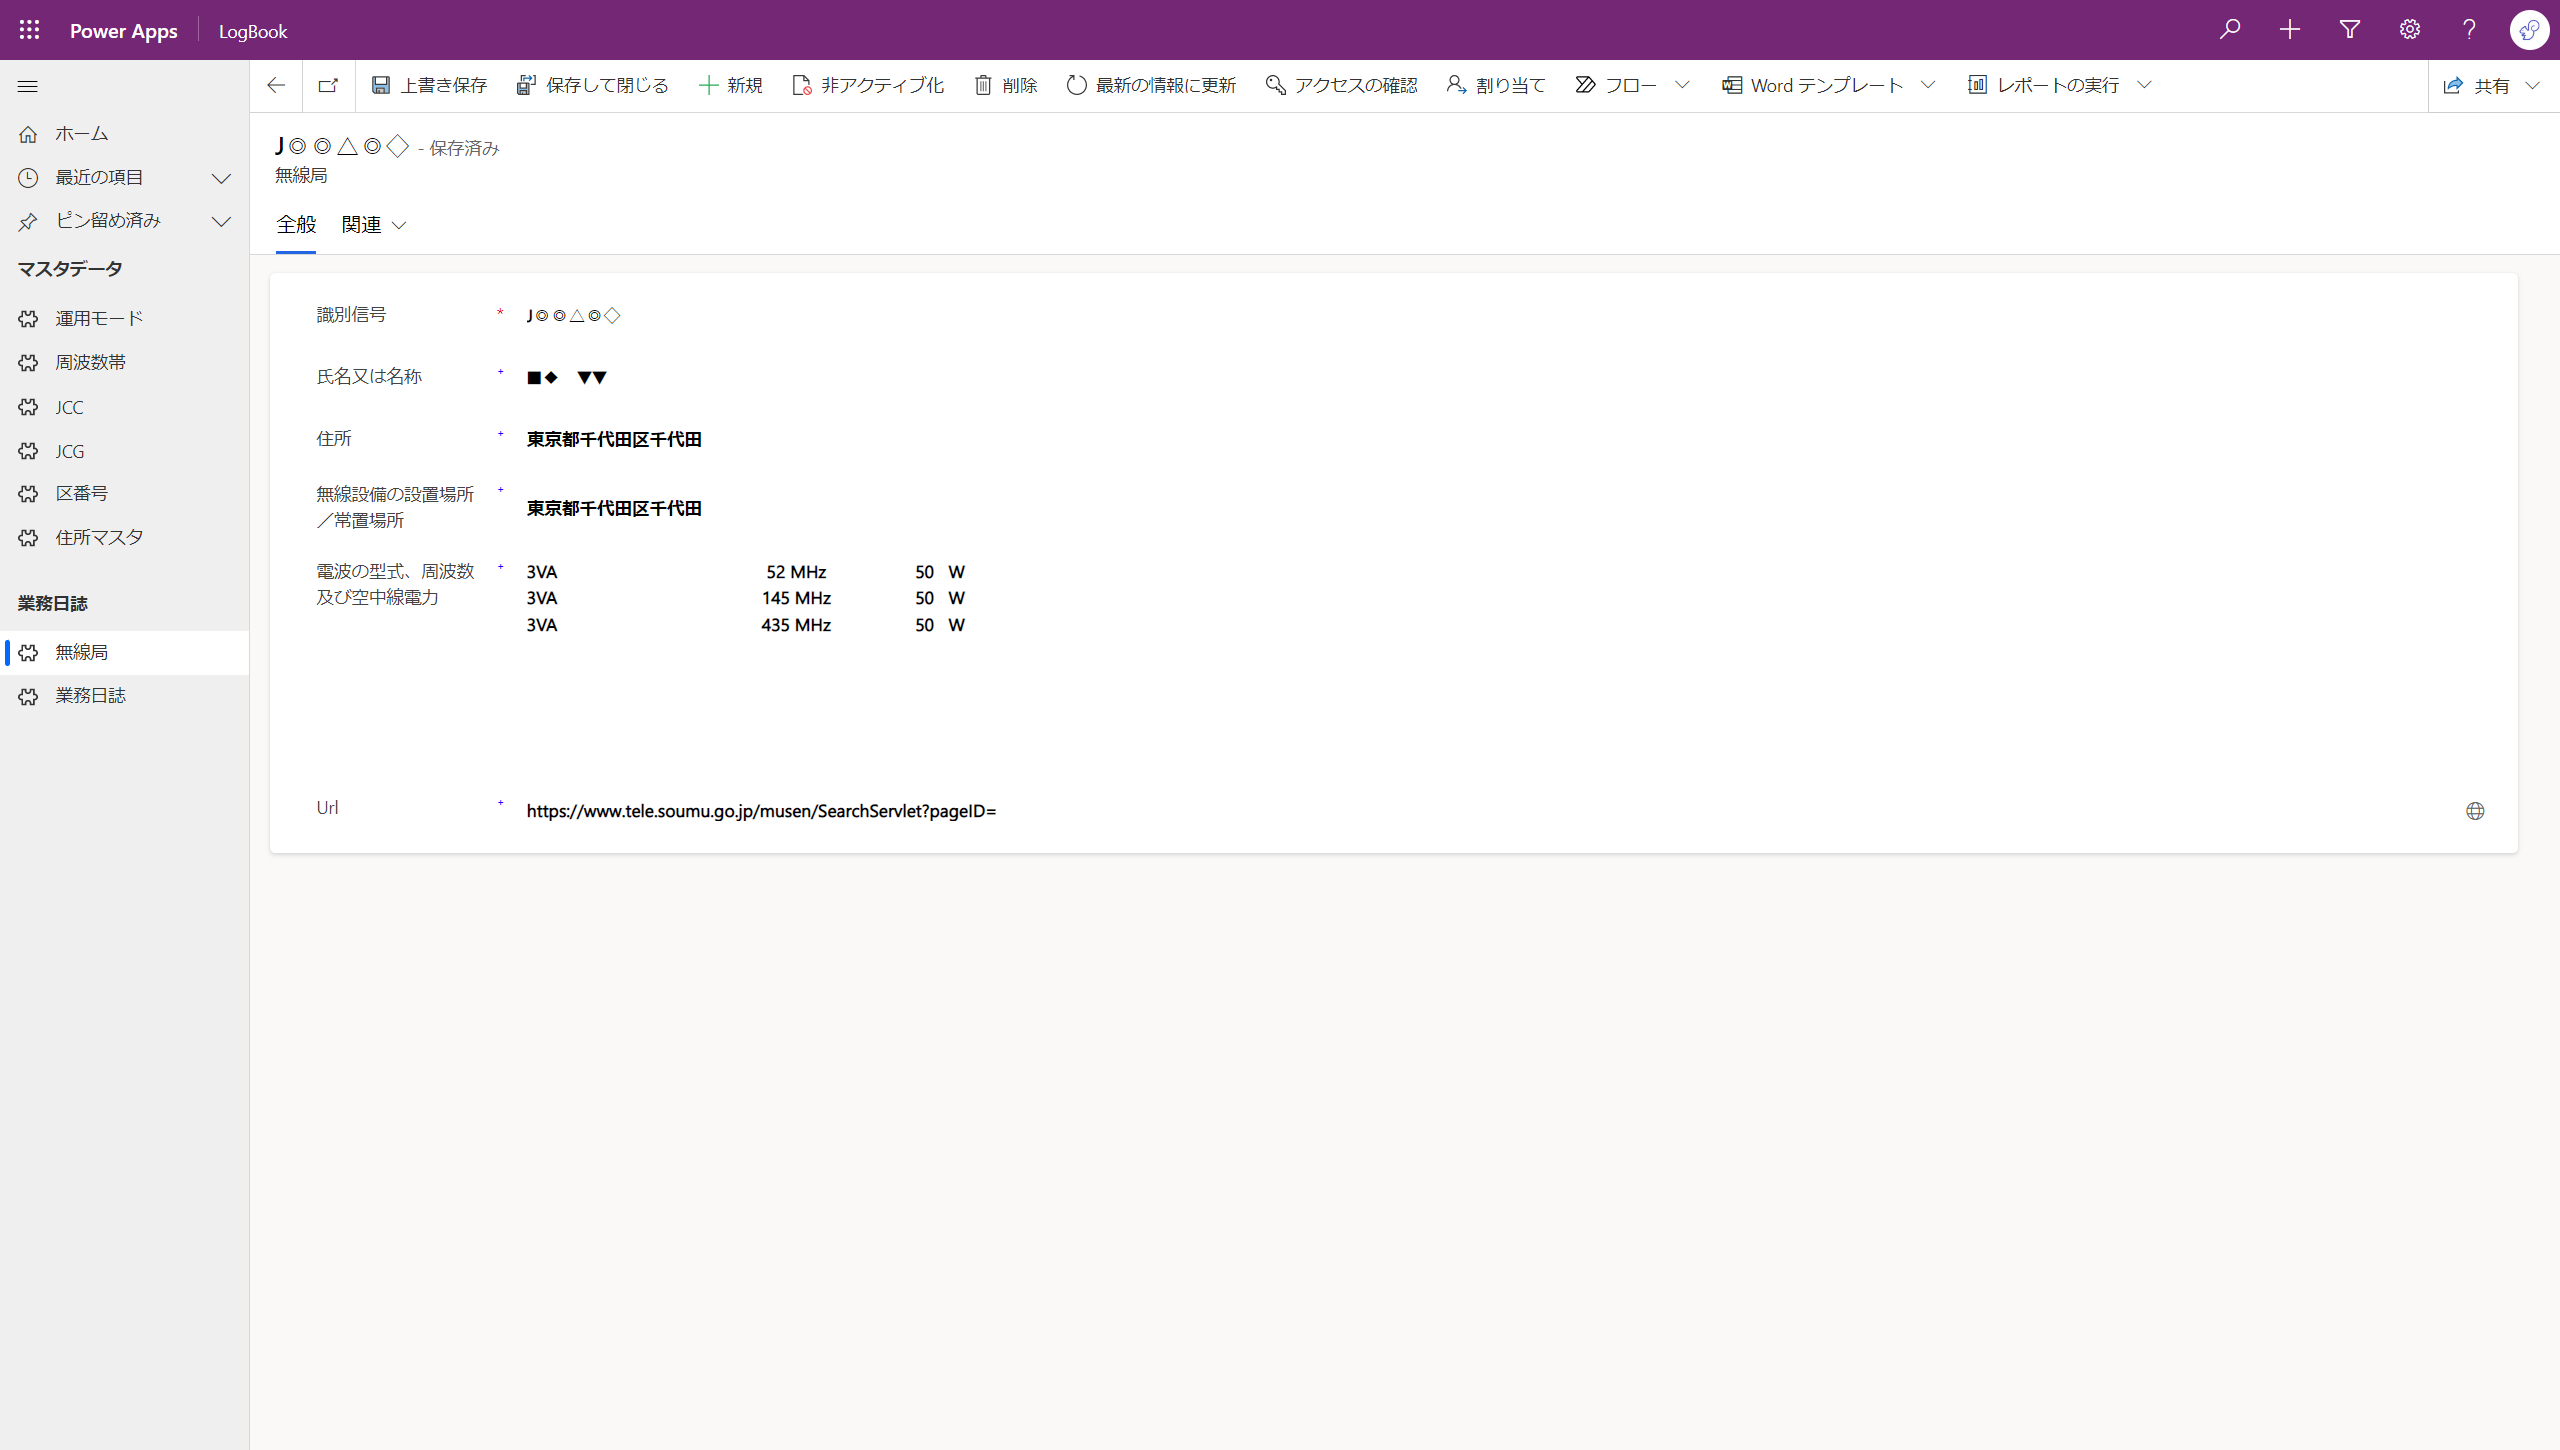 Power Apps LogBook
上書き保存 保存して閉じる 新規 非アクティブ化 削除 最新の情報に更新 アクセスの確認 割り当て フロー Word テンプレート レポートの実行 共有
ホーム
最近の項目
ピン留め済み
マスタデータ
運用モード
周波数帯
JCC
JCG
区番号
住所マスタ
業務日誌
無線局
業務日誌
J◎◎△◎◇ - 保存済み
無線局
全般 関連
識別信号 * J◎◎△◎◇
氏名又は名称 + ■◆ ▼▼
住所 + 東京都千代田区千代田
無線設備の設置場所 +
／常置場所
東京都千代田区千代田
電波の型式、周波数 +
及び空中線電力
3VA 52 MHz 50 W
3VA 145 MHz 50 W
3VA 435 MHz 50 W
Url + https://www.tele.soumu.go.jp/musen/SearchServlet?pageID=